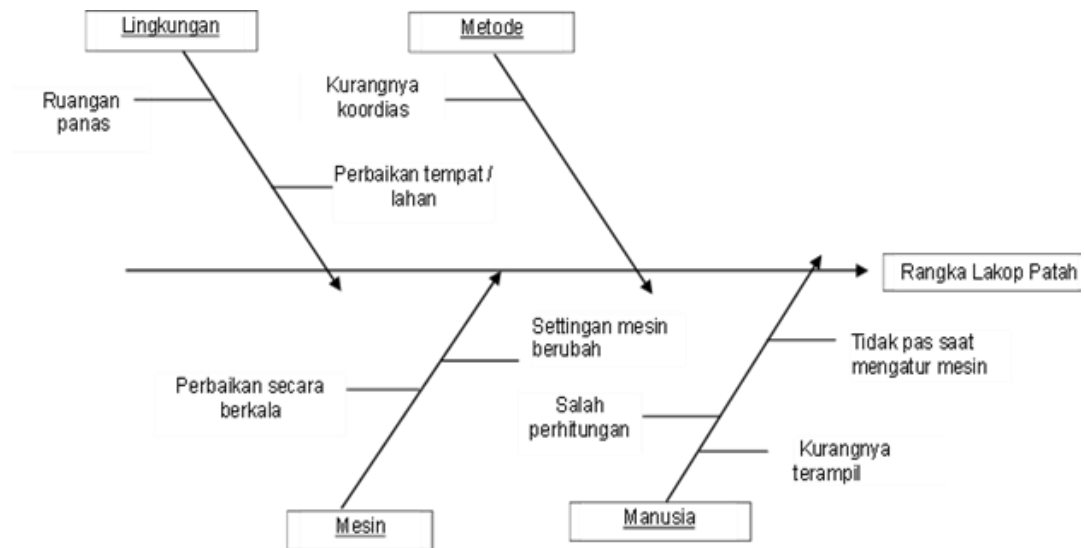 Lingkungan
Metode
Ruangan
panas
Kurangnya
koordias
Perbaikan tempat /
lahan
Rangka Lakop Patah
Settingan mesin
berubah
Tidak pas saat
mengatur mesin
Perbaikan secara
berkala
Salah
perhitungan
Kurangnya
terampil
Mesin
Manusia